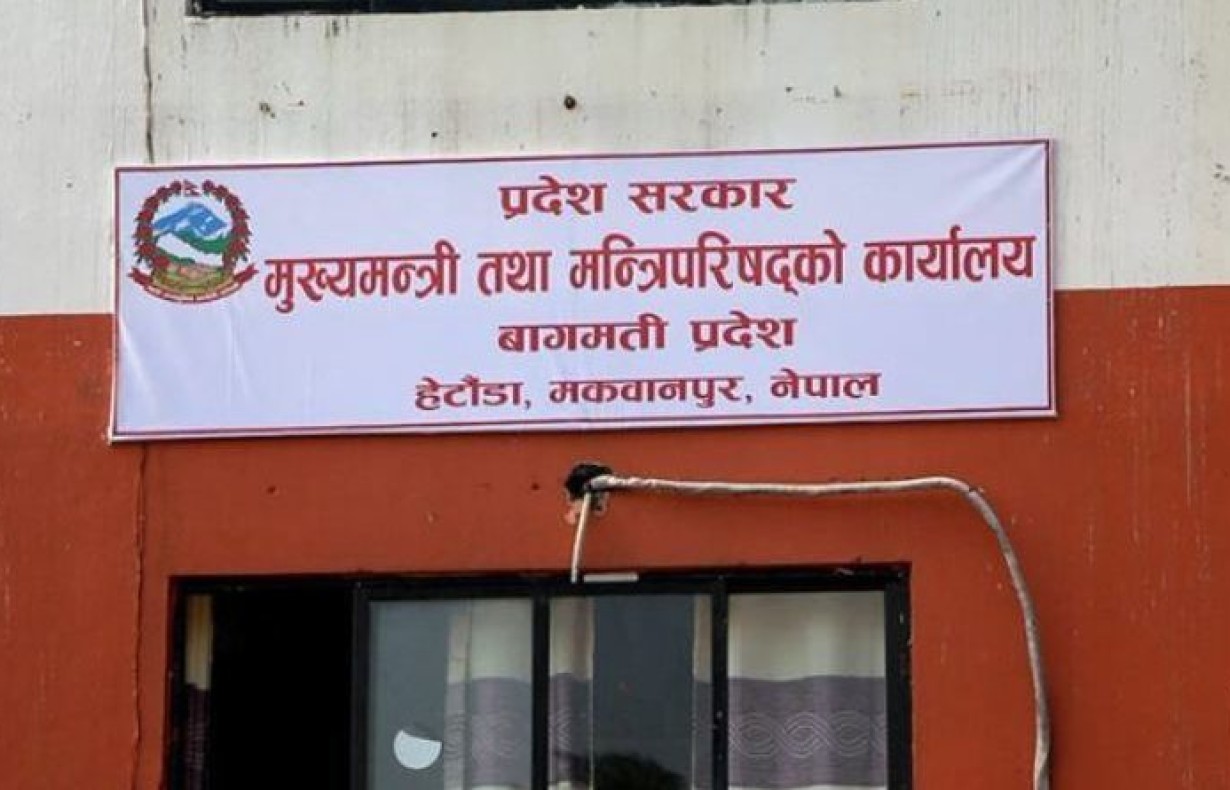 प्रदेश सरकार
मुख्यमन्त्री तथा मन्त्रिपरिषद्को कार्यालय
बागमती प्रदेश
हेटौंडा, मकवानपुर, नेपाल